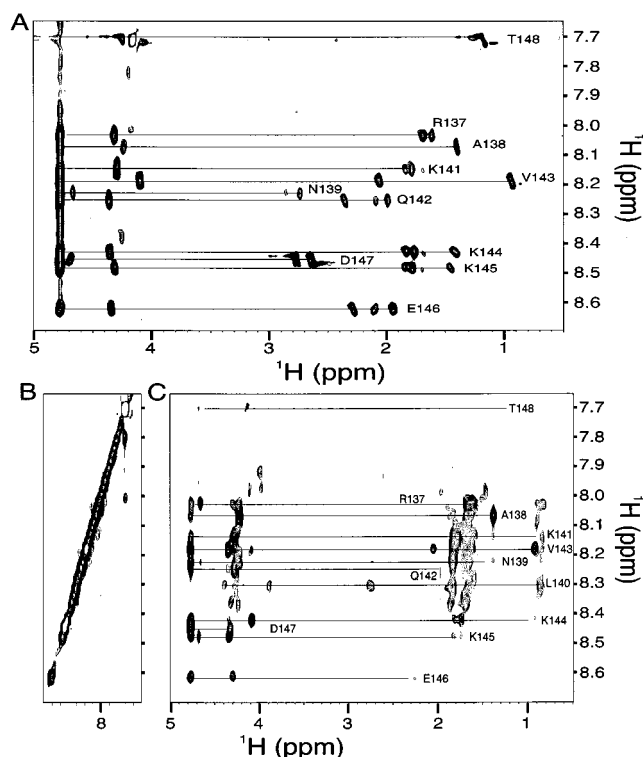 A
7.7
T148
7.8
7.9
R137 8.0
A138
8.1
K141
V143
N139 8.2
Q142
8.3
K144 8.4
D147
K145
8.5
E146 8.6
5 4 3 2 1
¹H (ppm)
¹H (ppm)
B C
T148 7.7
7.8
7.9
R137 8.0
A138
8.1
K141
V143
N139 8.2
Q142
L140 8.3
K144 8.4
D147
K145
8.5
E146 8.6
8 5 4 3 2 1
¹H (ppm)
¹H (ppm)